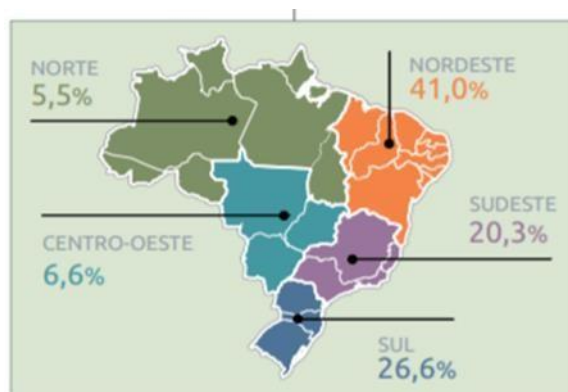 NORTE
5,5%
NORDESTE
41,0%
SUDESTE
20,3%
CENTRO-OESTE
6,6%
SUL
26,6%